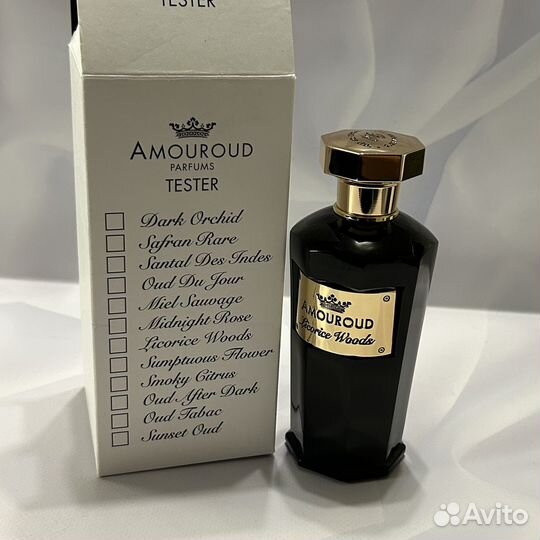 TESTER
AMOUROUD
PARFUMS
TESTER
Dark Orchid
Safran Rare
Santal Des Indes
Oud Du Jour
Miel Sauvage
Midnight Rose
Licorice Woods
Sumptuous Flower
Smoky Citrus
Oud After Dark
Oud Tabac
Sunset Oud
AMOUROUD
Licorice Woods
Avito